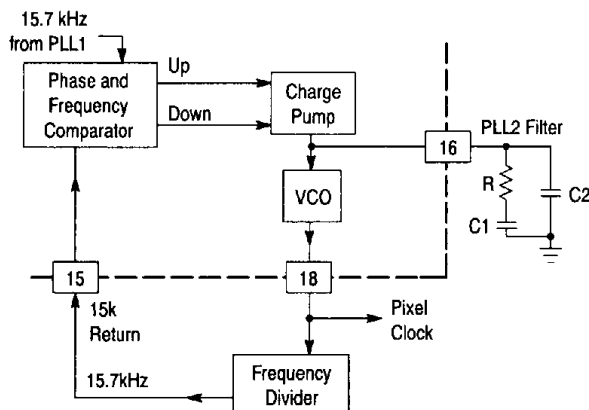 15.7 kHz
from PLL1
Phase and
Frequency
Comparator
Up
Down
Charge
Pump
16
PLL2 Filter
R
C1
C2
VCO
15
18
15k
Return
Pixel
Clock
15.7kHz
Frequency
Divider